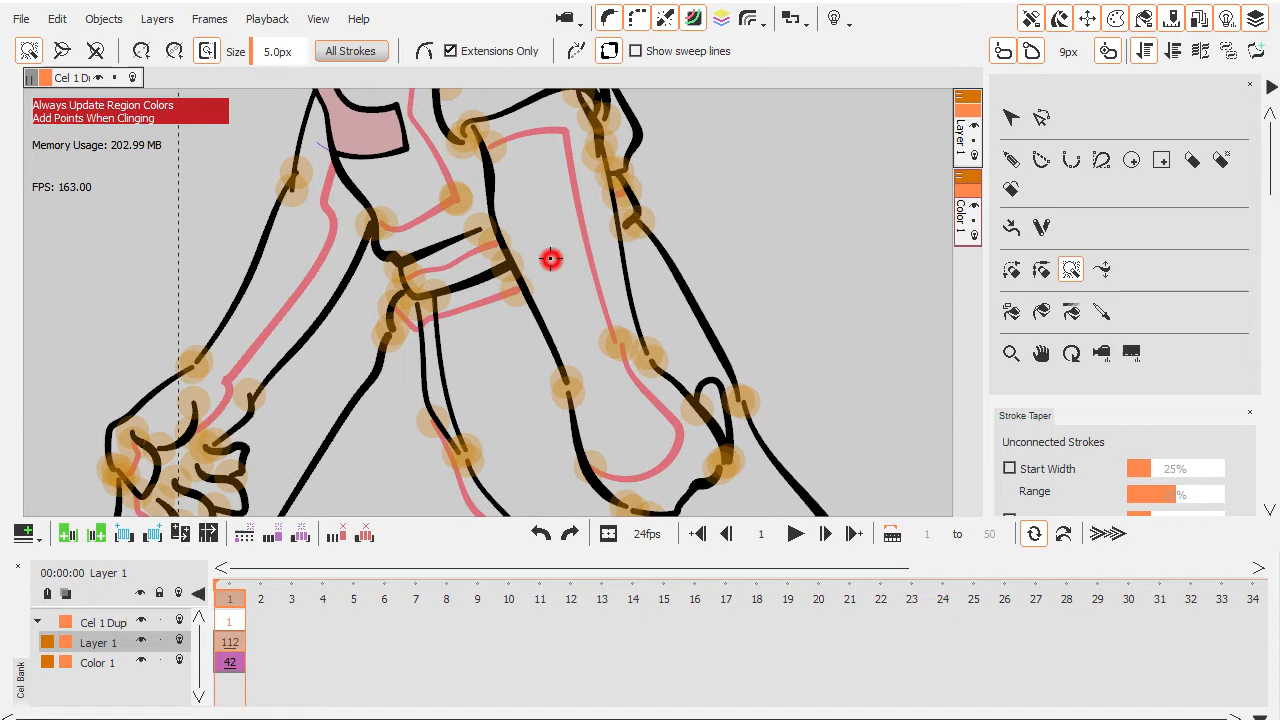 File Edit Objects Layers Frames Playback View Help
Size 5.0px All Strokes Extensions Only Show sweep lines 9px
Cel 1 Du
Always Update Region Colors
Add Points When Clinging
Memory Usage: 202.99 MB
FPS: 163.00
Layer 1
Color 1
Stroke Taper
Unconnected Strokes
Start Width 25%
Range %
24fps 1 1 to 50
00:00:00 Layer 1
1 2 3 4 5 6 7 8 9 10 11 12 13 14 15 16 17 18 19 20 21 22 23 24 25 26 27 28 29 30 31 32 33 34
Cel 1 Dup 1
Layer 1 112
Color 1 42
Cel Bank